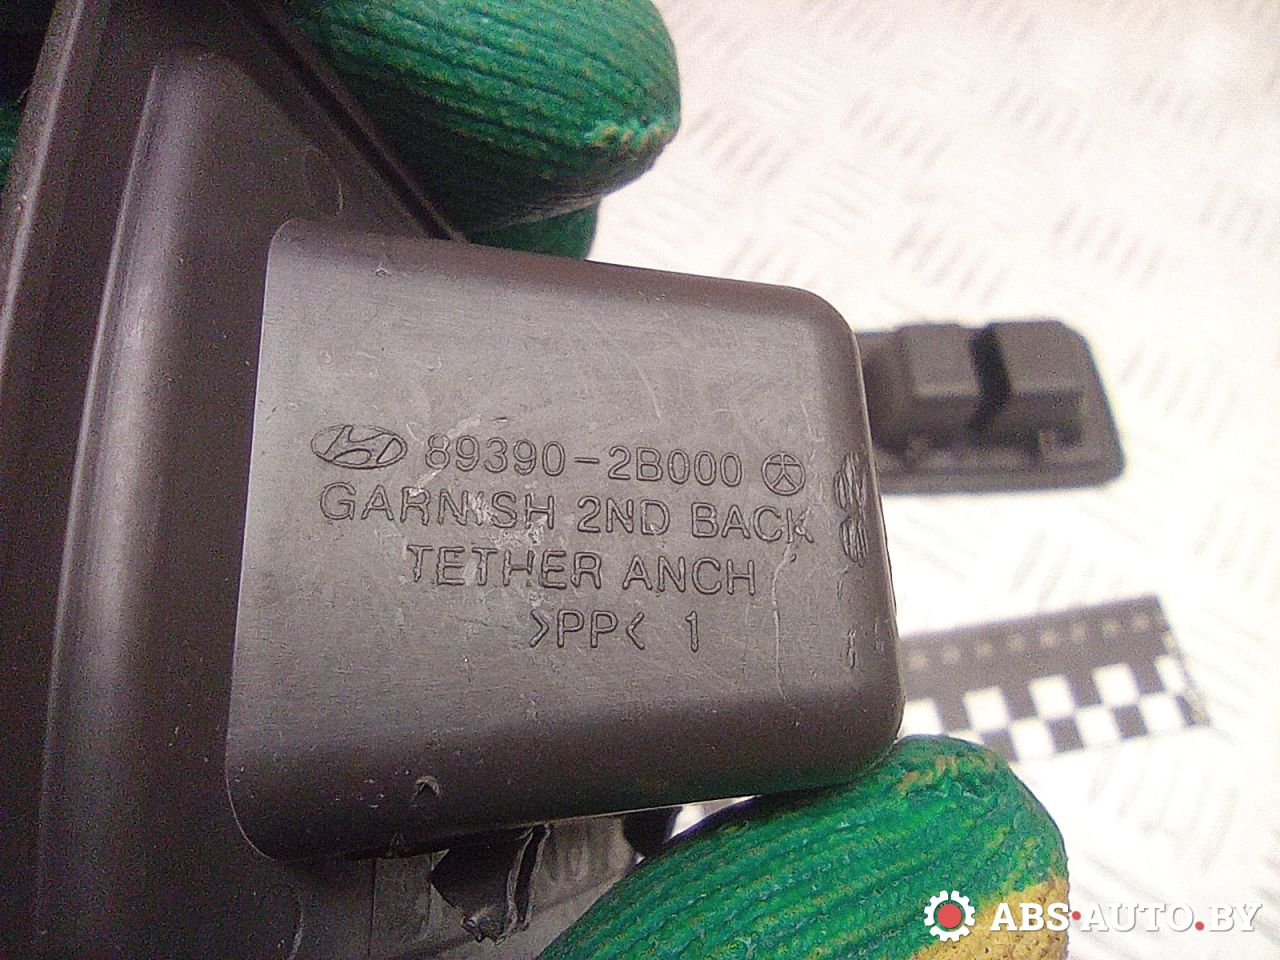 89390-2B000
GARNISH 2ND BACK
TETHER ANCH
>PP< 1
ABS-AUTO.BY